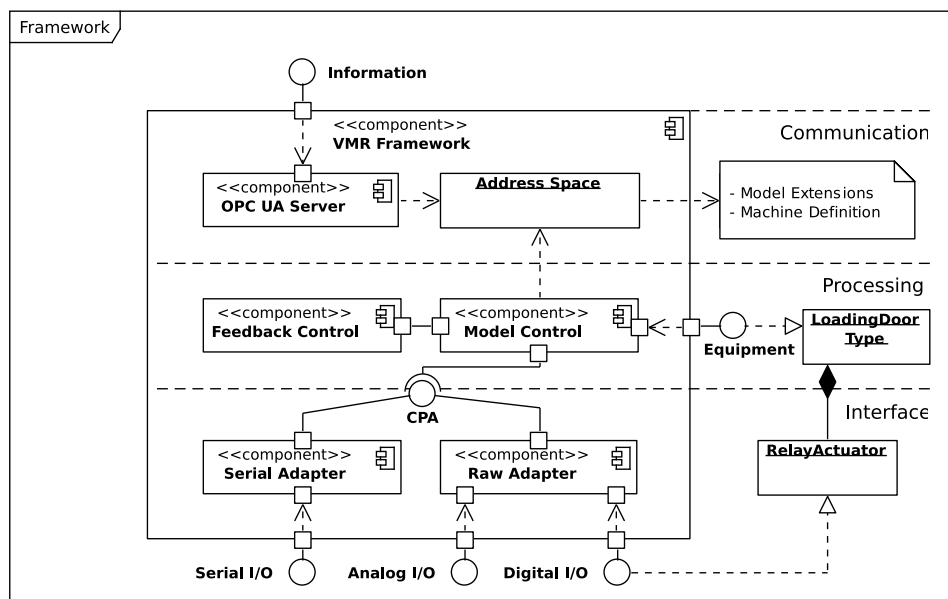 Framework
Information
<<component>>
VMR Framework
Communication
<<component>>
OPC UA Server
Address Space
- Model Extensions
- Machine Definition
Processing
<<component>>
Feedback Control
<<component>>
Model Control
Equipment
LoadingDoor
Type
CPA
Interface
<<component>>
Serial Adapter
<<component>>
Raw Adapter
RelayActuator
Serial I/O
Analog I/O
Digital I/O